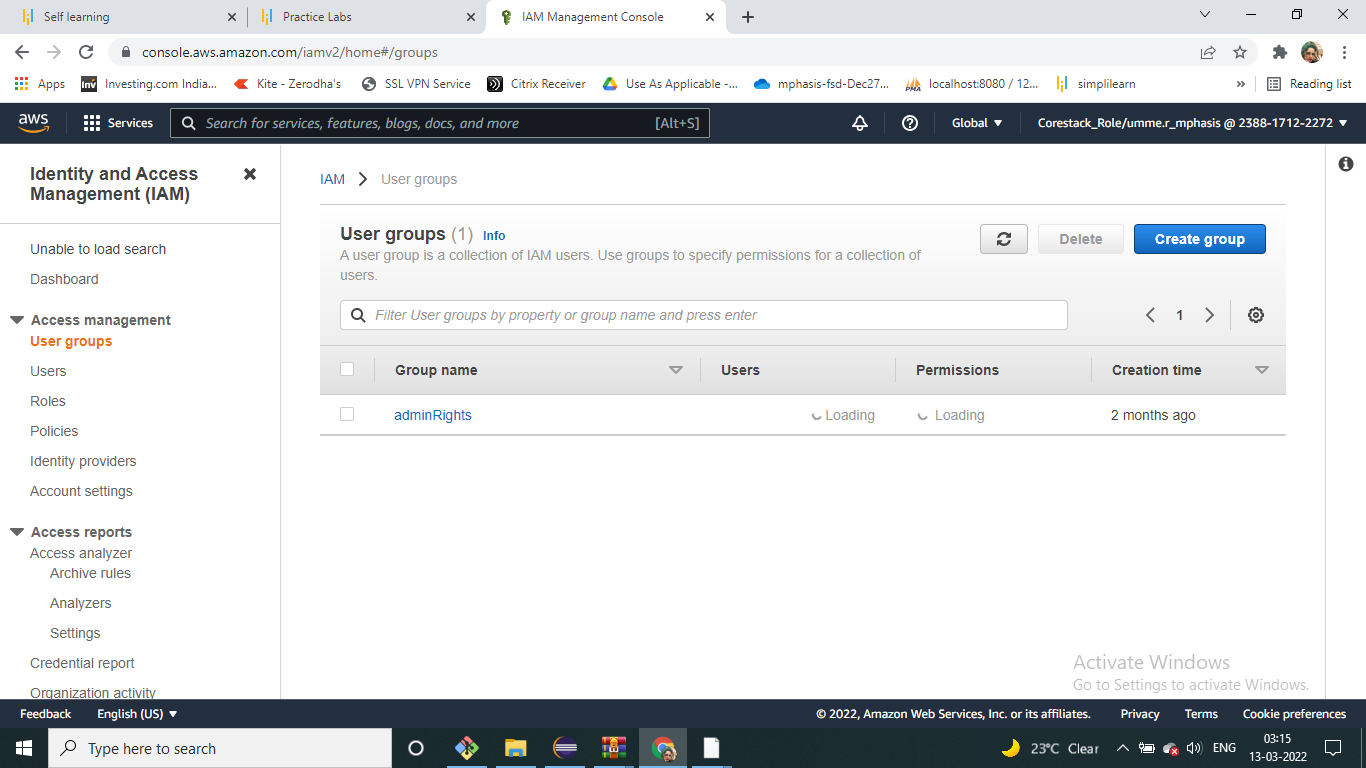 Self learning
Practice Labs
IAM Management Console
console.aws.amazon.com/iamv2/home#/groups
Apps
inv
Investing.com India...
Kite - Zerodha's
SSL VPN Service
Citrix Receiver
Use As Applicable -...
mphasis-fsd-Dec27...
PMA
localhost:8080 / 12...
simplilearn
»
Reading list
aws
Services
Search for services, features, blogs, docs, and more
[Alt+S]
Global
Corestack_Role/umme.r_mphasis @ 2388-1712-2272
Identity and Access
Management (IAM)
Unable to load search
Dashboard
Access management
User groups
Users
Roles
Policies
Identity providers
Account settings
Access reports
Access analyzer
Archive rules
Analyzers
Settings
Credential report
Organization activity
IAM > User groups
User groups (1) Info
A user group is a collection of IAM users. Use groups to specify permissions for a collection of
users.
Delete
Create group
Filter User groups by property or group name and press enter
1
Group name Users Permissions Creation time
adminRights Loading Loading 2 months ago
Activate Windows
Go to Settings to activate Windows.
Feedback
English (US)
© 2022, Amazon Web Services, Inc. or its affiliates.
Privacy
Terms
Cookie preferences
Type here to search
23°C Clear
ENG
03:15
13-03-2022